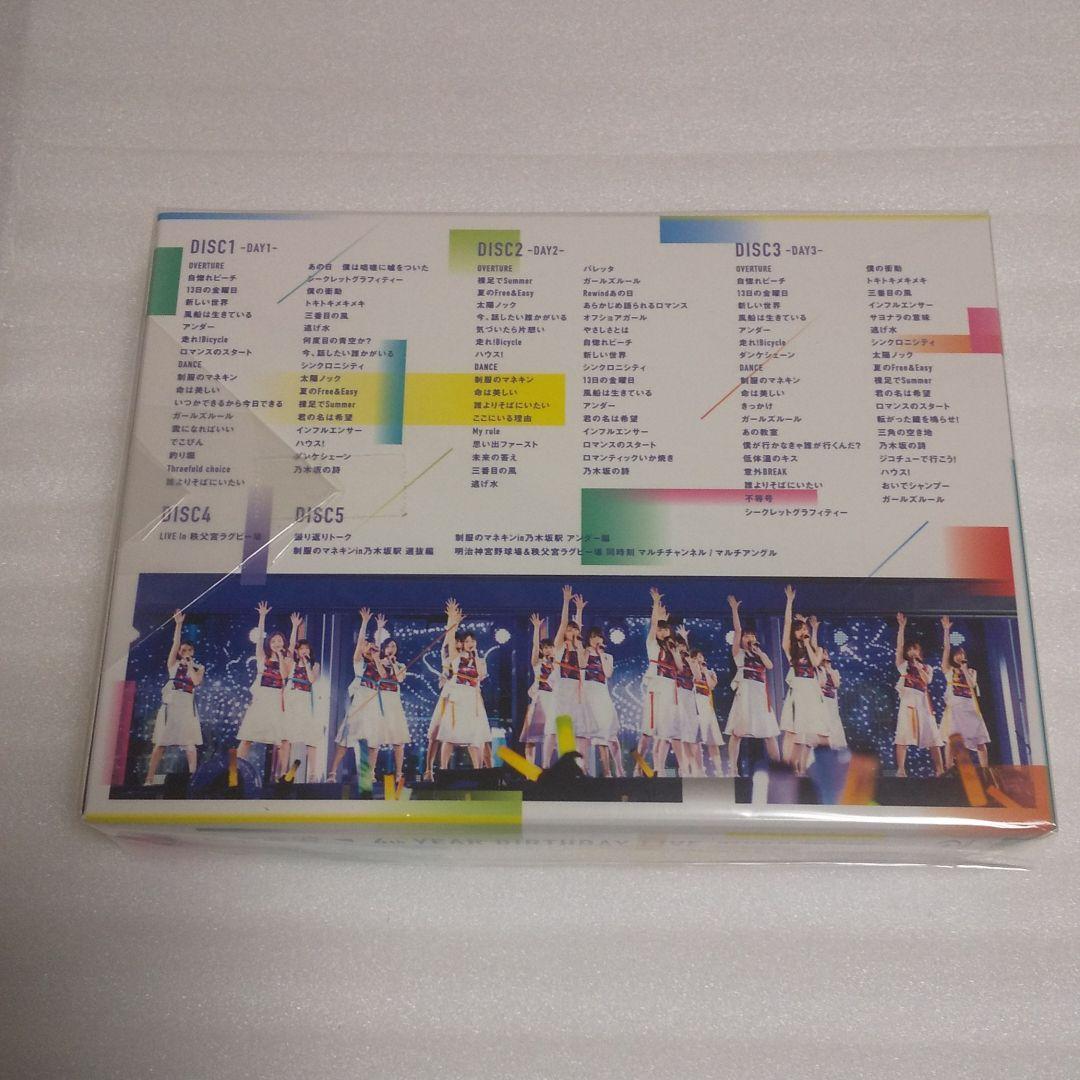 DISC1 -DAY1-
OVERTURE
自惚れビーチ
13日の金曜日
新しい世界
風船は生きている
アンダー
走れ!Bicycle
ロマンスのスタート
DANCE
制服のマネキン
命は美しい
いつかできるから今日できる
ガールズルール
雲になればいい
でこぴん
釣り堀
Threefold choice
誰よりそばにいたい
あの日 僕は咄嗟に嘘をついた
シークレットグラフィティー
僕の衝動
トキトキメキメキ
三番目の風
逃げ水
何度目の青空か?
今、話したい誰かがいる
シンクロニシティ
太陽ノック
夏のFree&Easy
裸足でSummer
君の名は希望
インフルエンサー
ハウス!
ダンケシェーン
乃木坂の詩
DISC2 -DAY2-
OVERTURE
裸足でSummer
夏のFree&Easy
太陽ノック
今、話したい誰かがいる
気づいたら片想い
走れ!Bicycle
ハウス!
DANCE
制服のマネキン
命は美しい
誰よりそばにいたい
ここにいる理由
My rule
思い出ファースト
未来の答え
三番目の風
逃げ水
バレッタ
ガールズルール
Rewindあの日
あらかじめ語られるロマンス
オフショアガール
やさしさとは
自惚れビーチ
新しい世界
シンクロニシティ
13日の金曜日
風船は生きている
アンダー
君の名は希望
インフルエンサー
ロマンスのスタート
ロマンティックいか焼き
乃木坂の詩
DISC3 -DAY3-
OVERTURE
自惚れビーチ
13日の金曜日
新しい世界
風船は生きている
アンダー
走れ!Bicycle
ダンケシェーン
DANCE
制服のマネキン
命は美しい
きっかけ
ガールズルール
あの教室
僕が行かなきゃ誰が行くんだ?
低体温のキス
意外BREAK
誰よりそばにいたい
不等号
シークレットグラフィティー
僕の衝動
トキトキメキメキ
三番目の風
インフルエンサー
サヨナラの意味
逃げ水
シンクロニシティ
太陽ノック
夏のFree&Easy
裸足でSummer
君の名は希望
ロマンスのスタート
転がった鐘を鳴らせ!
三角の空き地
乃木坂の詩
ジコチューで行こう!
ハウス!
おいでシャンプー
ガールズルール
DISC4
LIVE in 秩父宮ラグビー場
DISC5
振り返りトーク
制服のマネキンin乃木坂駅 選抜編
制服のマネキンin乃木坂駅 アンダー編
明治神宮野球場&秩父宮ラグビー場 同時刻 マルチチャンネル / マルチアングル
YEAR BIRTHDAY